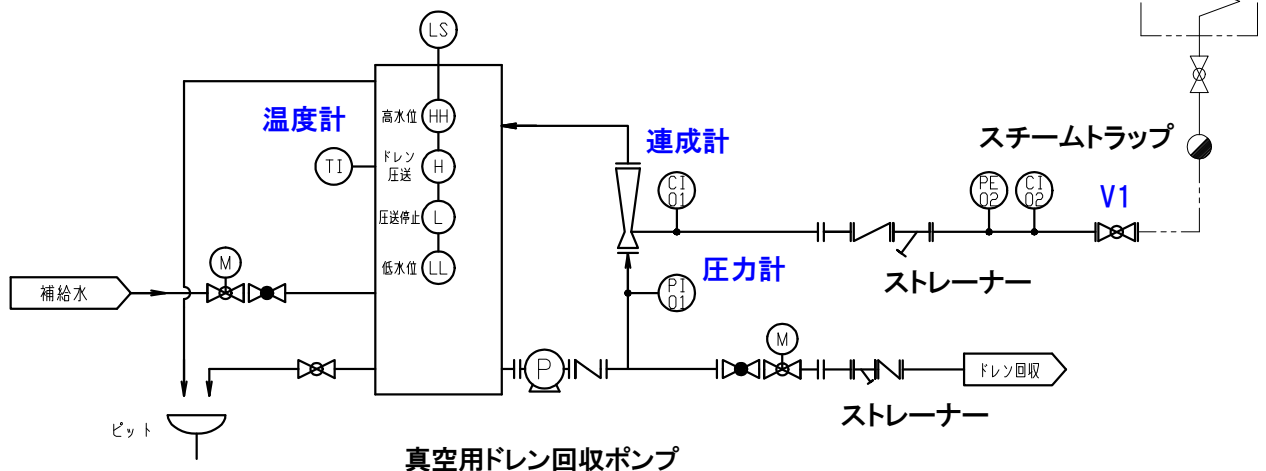 LS
温度計
高水位
HH
TI
ドレン
圧送
H
圧送停止
L
低水位
LL
M
補給水
ピット
P
真空用ドレン回収ポンプ
連成計
CI
01
圧力計
PI
01
M
ストレーナー
ドレン回収
ストレーナー
PE
02
CI
02
V1
スチームトラップ